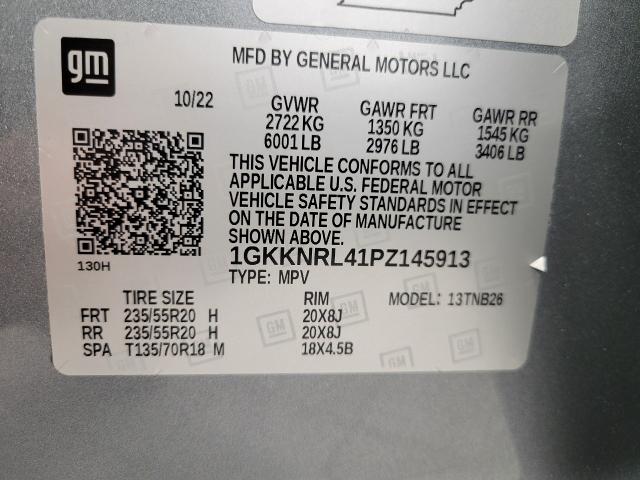 gm
MFD BY GENERAL MOTORS LLC
10/22
GVWR GAWR FRT GAWR RR
2722 KG 1350 KG 1545 KG
6001 LB 2976 LB 3406 LB
THIS VEHICLE CONFORMS TO ALL
APPLICABLE U.S. FEDERAL MOTOR
VEHICLE SAFETY STANDARDS IN EFFECT
ON THE DATE OF MANUFACTURE
SHOWN ABOVE.
130H
1GKKNRL41PZ145913
TYPE: MPV
TIRE SIZE RIM MODEL: 13TNB26
FRT 235/55R20 H 20X8J
RR 235/55R20 H 20X8J
SPA T135/70R18 M 18X4.5B